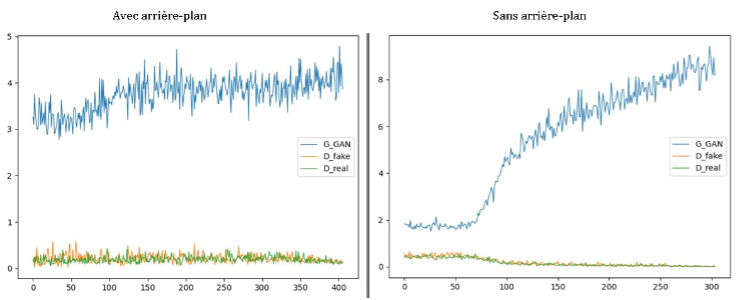 Avec arrière-plan
Sans arrière-plan
5
4
3
2
1
0
0 50 100 150 200 250 300 350 400
G_GAN
D_fake
D_real
8
6
4
2
0
0 50 100 150 200 250 300
G_GAN
D_fake
D_real